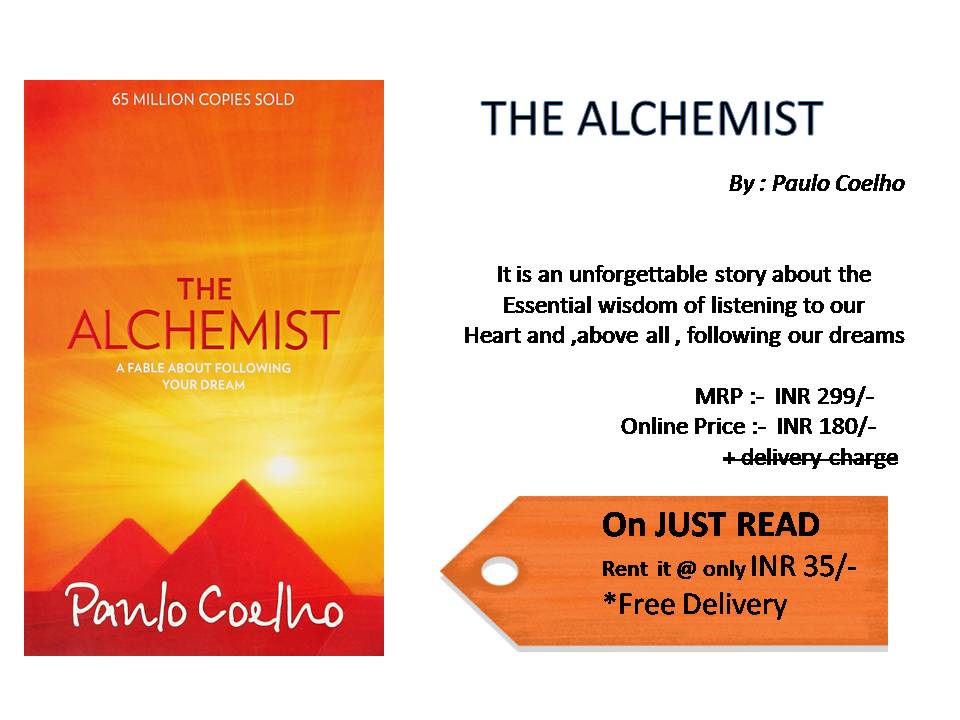 65 MILLION COPIES SOLD
THE
ALCHEMIST
A FABLE ABOUT FOLLOWING
YOUR DREAM
Paulo Coelho
THE ALCHEMIST
By : Paulo Coelho
It is an unforgettable story about the
Essential wisdom of listening to our
Heart and ,above all , following our dreams
MRP :- INR 299/-
Online Price :- INR 180/-
+ delivery charge
On JUST READ
Rent it @ only INR 35/-
*Free Delivery